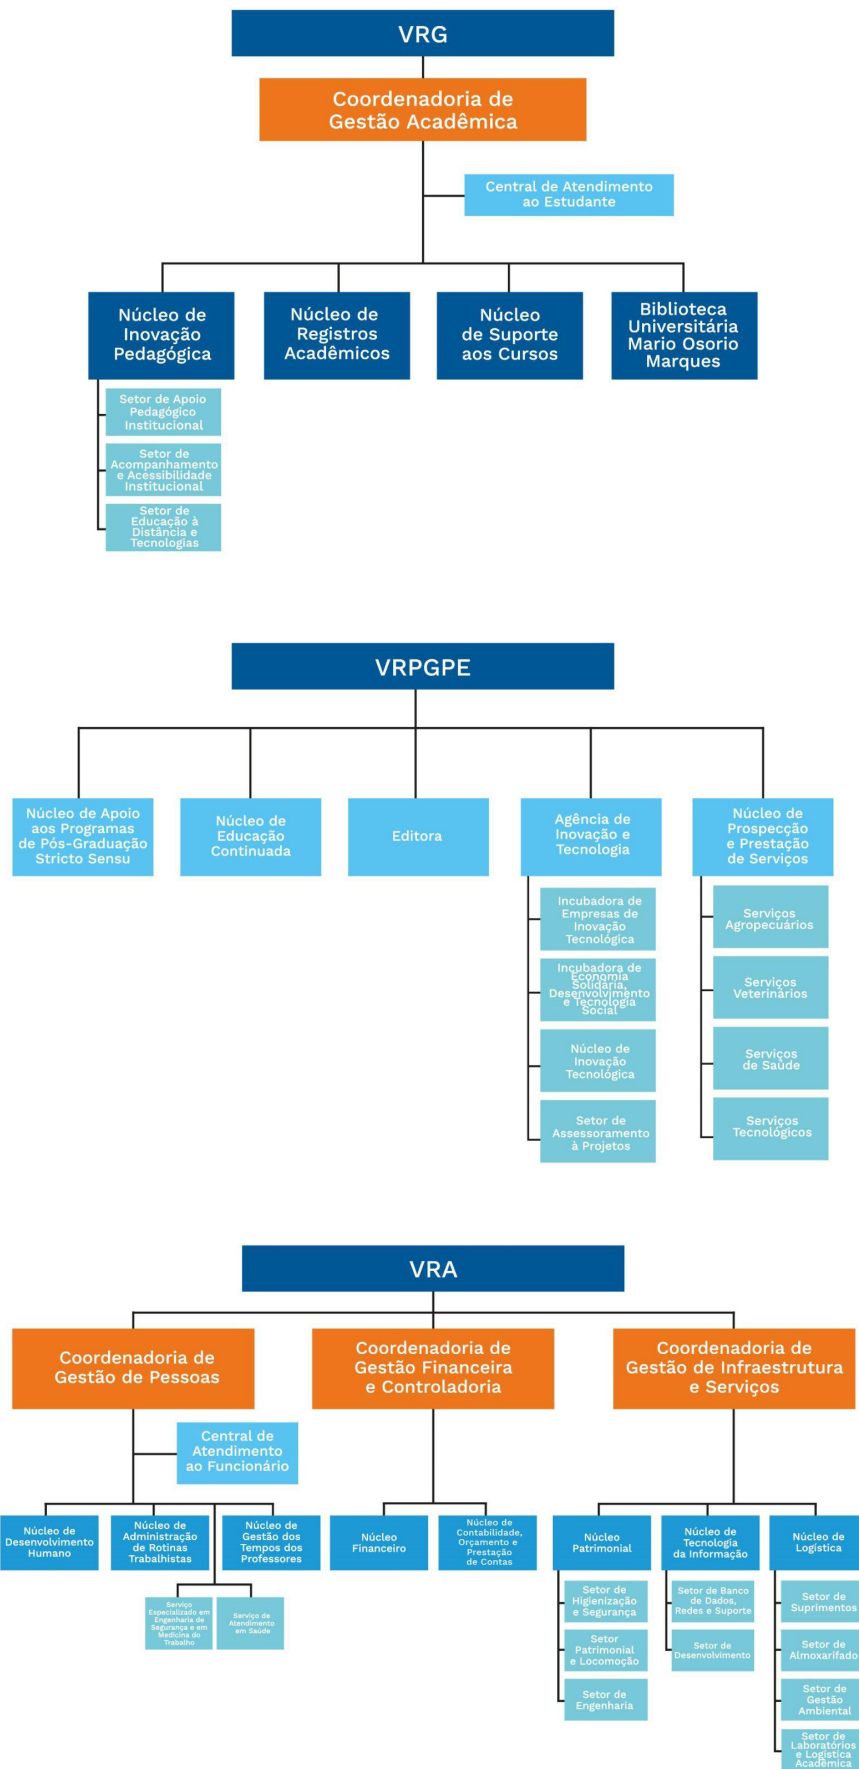 VRG
Coordenadoria de
Gestão Acadêmica
Central de Atendimento
ao Estudante
Núcleo de
Inovação
Pedagógica
Núcleo de
Registros
Acadêmicos
Núcleo
de Suporte
aos Cursos
Biblioteca
Universitária
Mario Osorio
Marques
Setor de Apoio
Pedagógico
Institucional
Setor de
Acompanhamento
e Acessibilidade
Institucional
Setor de
Educação à
Distância e
Tecnologias
VRPGPE
Núcleo de Apoio
aos Programas
de Pós-Graduação
Stricto Sensu
Núcleo de
Educação
Continuada
Editora
Agência de
Inovação e
Tecnologia
Núcleo de
Prospecção
e Prestação
de Serviços
Incubadora de
Empresas de
Inovação
Tecnológica
Incubadora de
Economia
Solidária,
Desenvolvimento
e Tecnologia
Social
Núcleo de
Inovação
Tecnológica
Setor de
Assessoramento
à Projetos
Serviços
Agropecuários
Serviços
Veterinários
Serviços
de Saúde
Serviços
Tecnológicos
VRA
Coordenadoria de
Gestão de Pessoas
Coordenadoria de
Gestão Financeira
e Controladoria
Coordenadoria de
Gestão de Infraestrutura
e Serviços
Central de
Atendimento
ao Funcionário
Núcleo de
Desenvolvimento
Humano
Núcleo de
Administração
de Rotinas
Trabalhistas
Núcleo de
Gestão dos
Tempos dos
Professores
Serviço
Especializado em
Engenharia de
Segurança e em
Medicina do
Trabalho
Serviço de
Atendimento
em Saúde
Núcleo
Financeiro
Núcleo de
Contabilidade,
Orçamento e
Prestação
de Contas
Núcleo
Patrimonial
Núcleo de
Tecnologia
da Informação
Núcleo de
Logística
Setor de
Higienização
e Segurança
Setor
Patrimonial
e Locomoção
Setor de
Engenharia
Setor de Banco
de Dados,
Redes e Suporte
Setor de
Desenvolvimento
Setor de
Suprimentos
Setor de
Almoxarifado
Setor de
Gestão
Ambiental
Setor de
Laboratórios
e Logística
Acadêmica